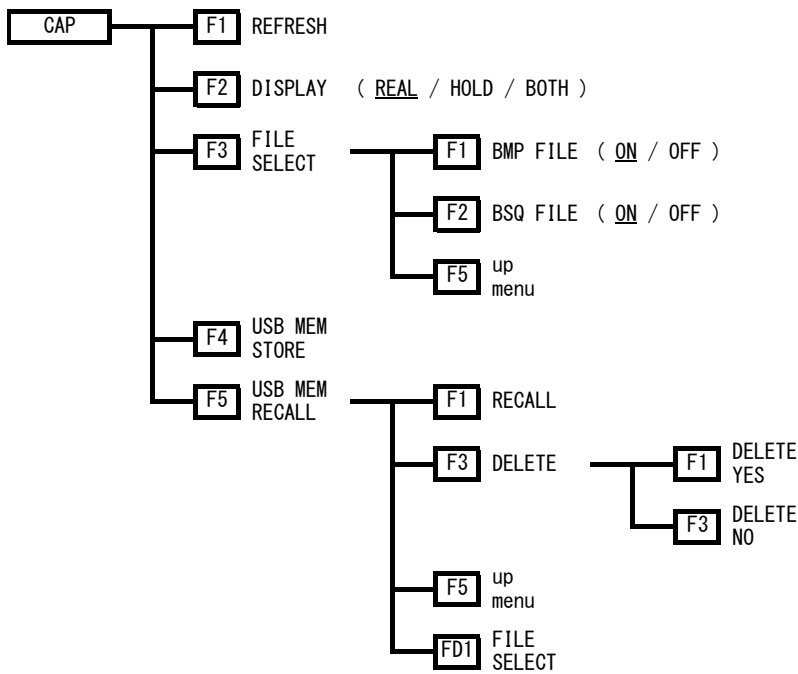 CAP
F1 REFRESH
F2 DISPLAY ( REAL / HOLD / BOTH )
F3 FILE
SELECT
F1 BMP FILE ( ON / OFF )
F2 BSQ FILE ( ON / OFF )
F5 up
menu
F4 USB MEM
STORE
F5 USB MEM
RECALL
F1 RECALL
F3 DELETE
F1 DELETE
YES
F3 DELETE
NO
F5 up
menu
FD1 FILE
SELECT